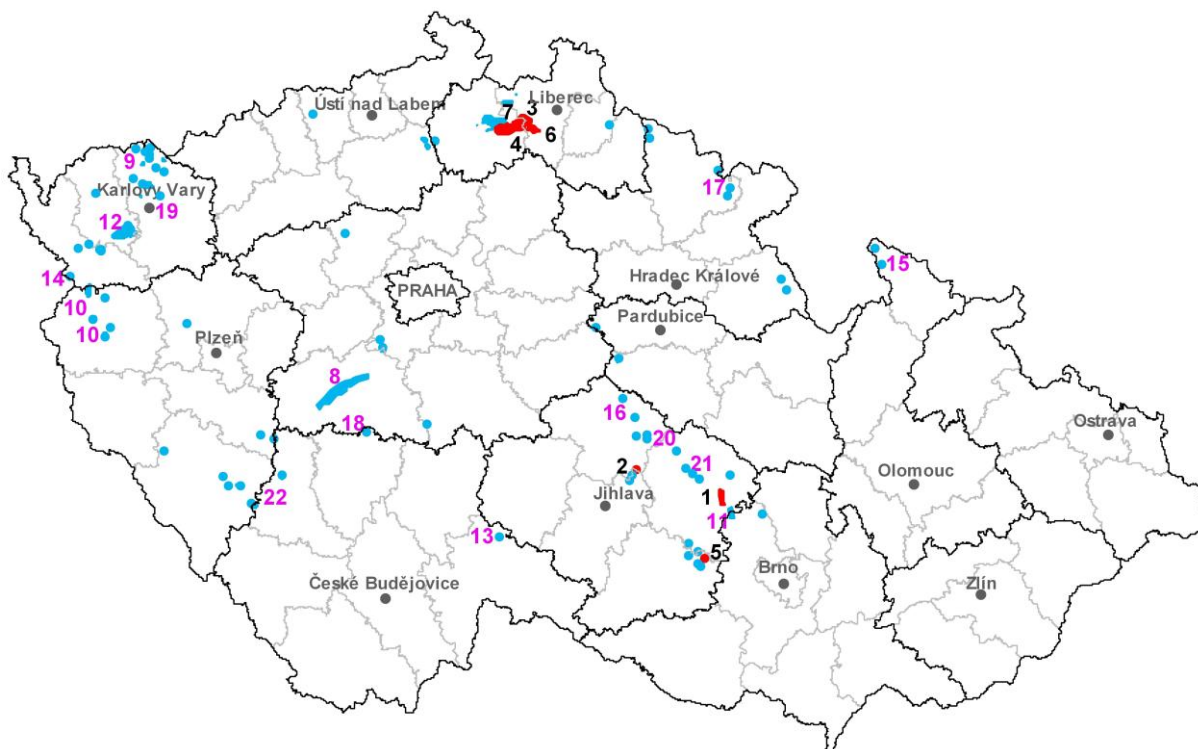 Ústí nad Labem
7
Liberec
3
4
6
9
Karlovy Vary
17
12
19
14
15
Hradec Králové
10
PRAHA
Pardubice
10
Plzeň
8
16
18
20
Ostrava
2
21
Olomouc
Jihlava
1
22
11
13
5
Brno
České Budějovice
Zlín